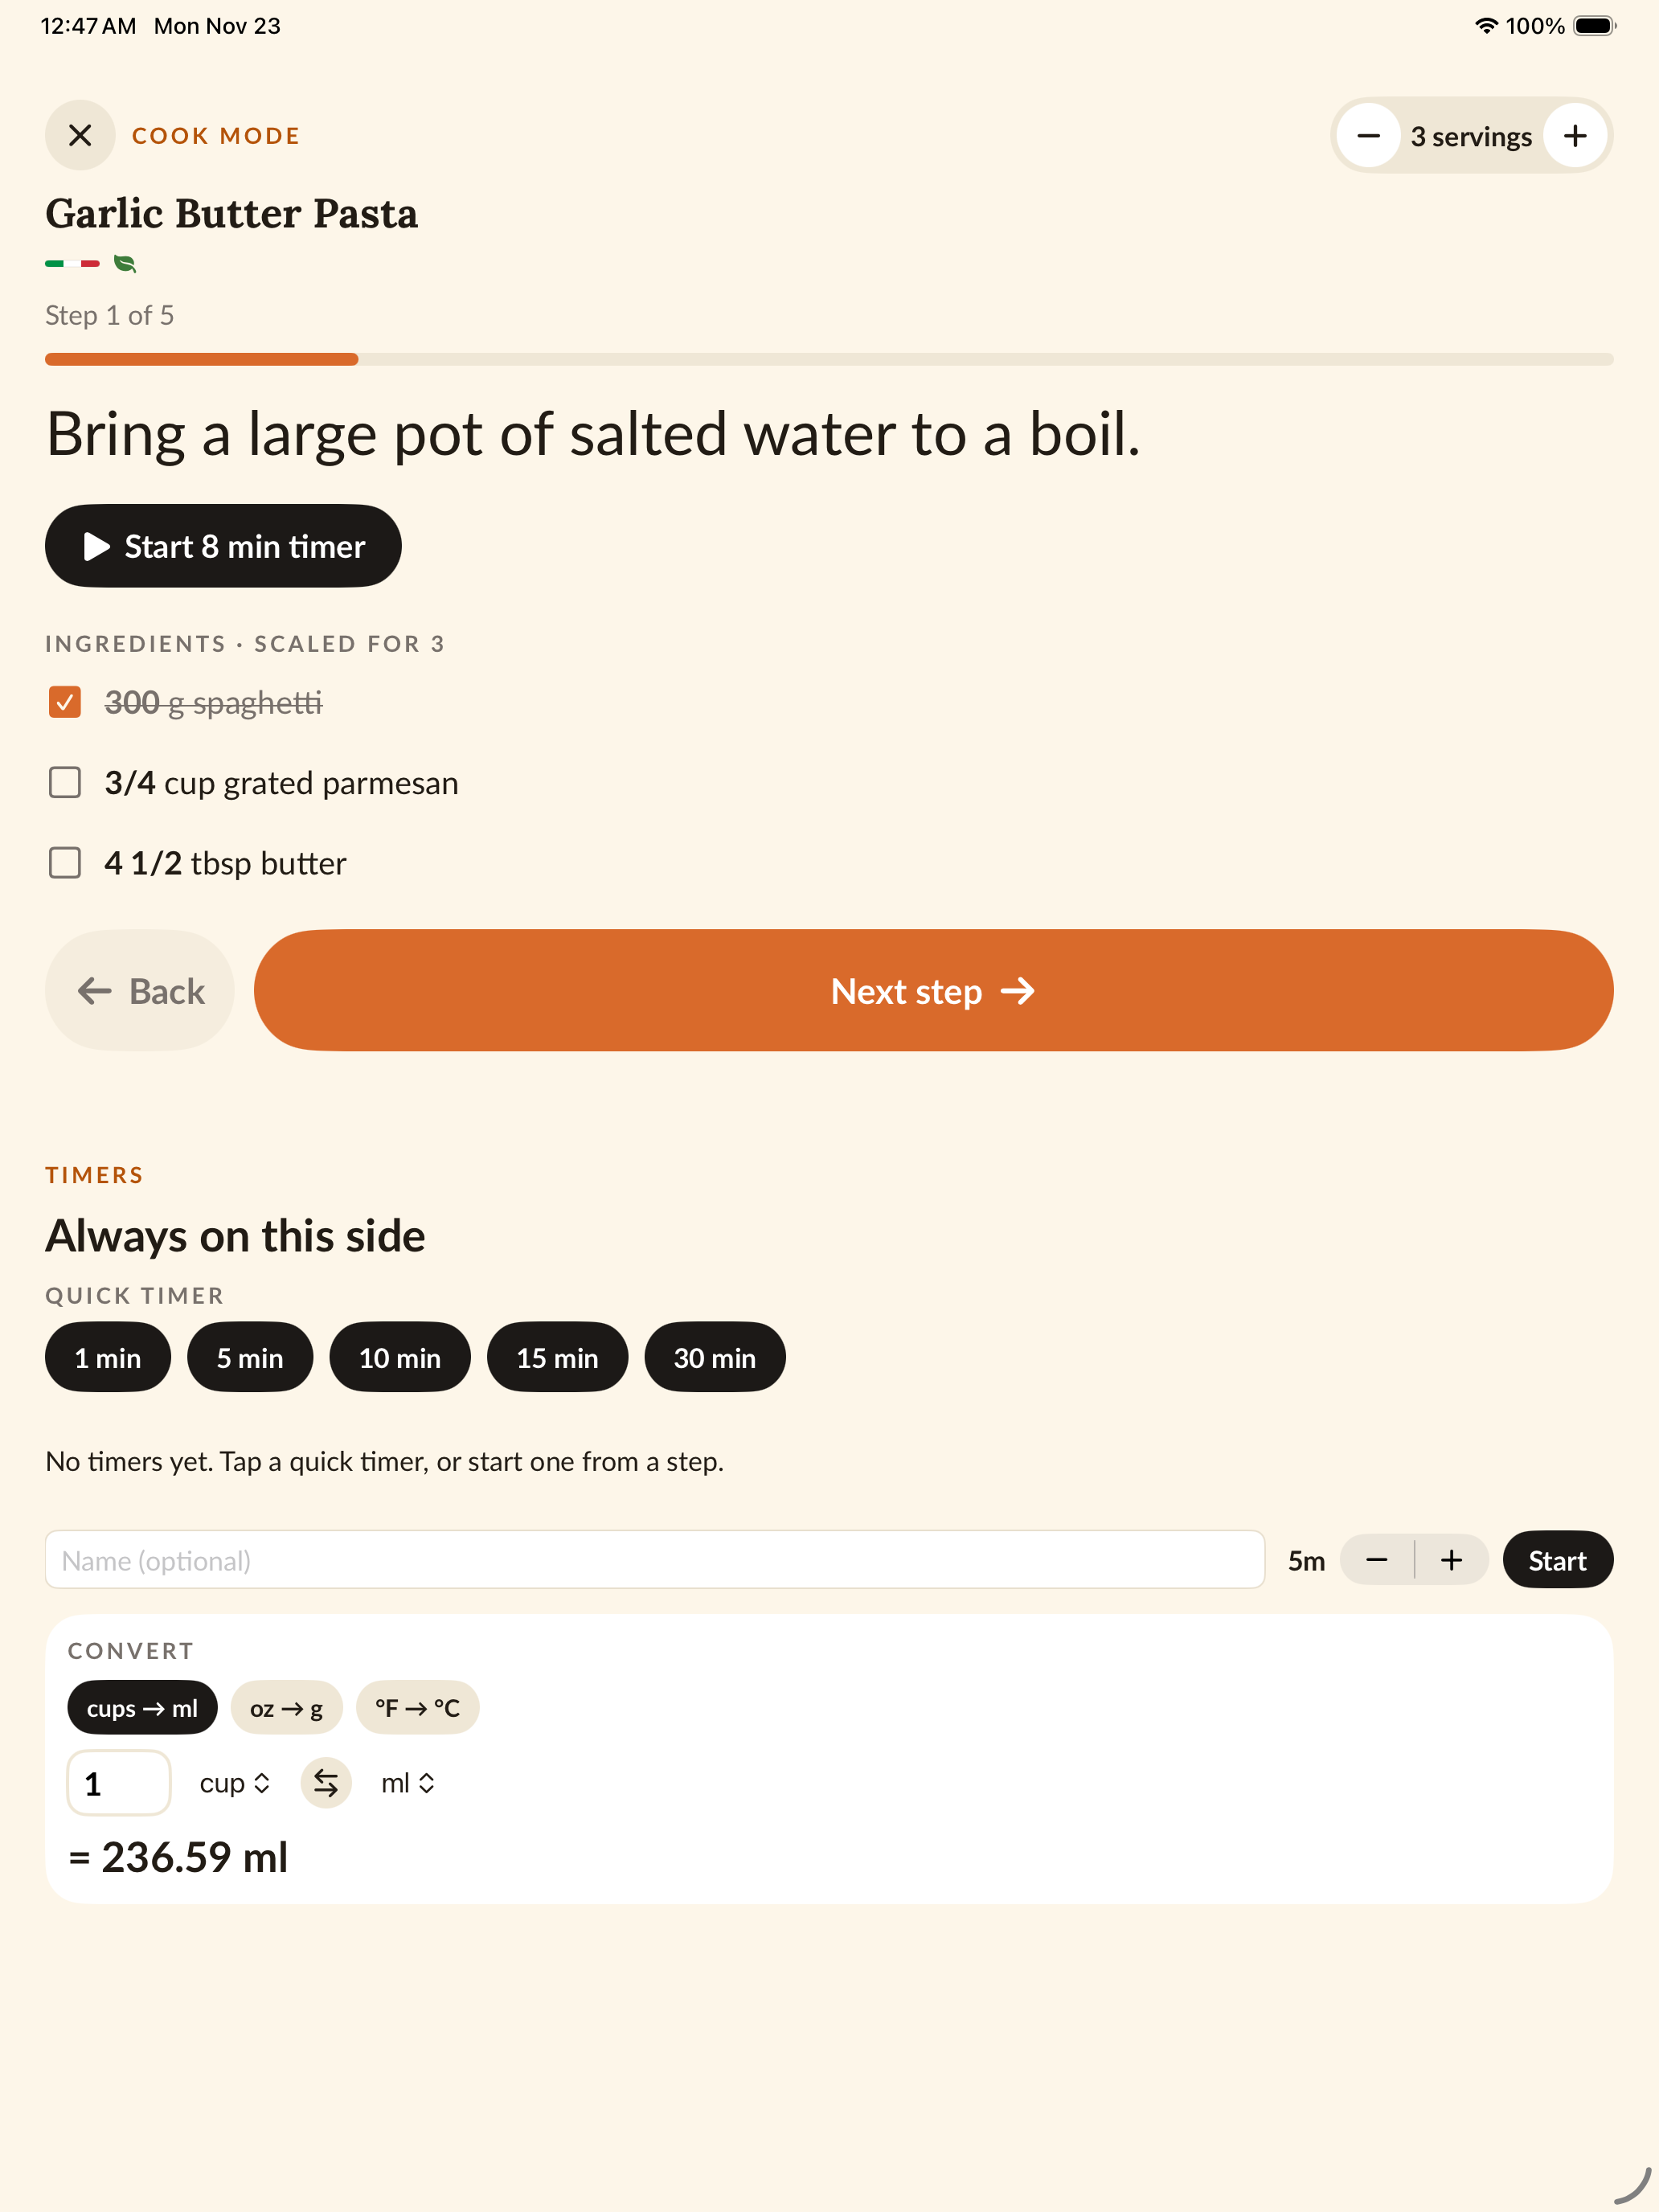 12:47 AM Mon Nov 23
100%
COOK MODE
3 servings
Garlic Butter Pasta
Step 1 of 5
Bring a large pot of salted water to a boil.
Start 8 min timer
INGREDIENTS · SCALED FOR 3
300 g spaghetti
3/4 cup grated parmesan
4 1/2 tbsp butter
← Back
Next step →
TIMERS
Always on this side
QUICK TIMER
1 min 5 min 10 min 15 min 30 min
No timers yet. Tap a quick timer, or start one from a step.
Name (optional) 5m − + Start
CONVERT
cups → ml oz → g °F → °C
1 cup ml
= 236.59 ml